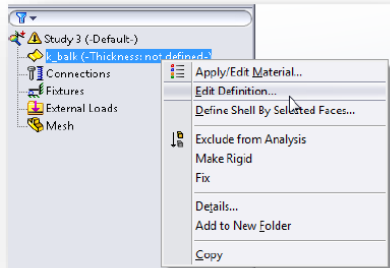 Study 3 (-Default-)
k_balk (-Thickness: not defined-)
Connections
Fixtures
External Loads
Mesh
Apply/Edit Material...
Edit Definition...
Define Shell By Selected Faces...
Exclude from Analysis
Make Rigid
Fix
Details...
Add to New Folder
Copy